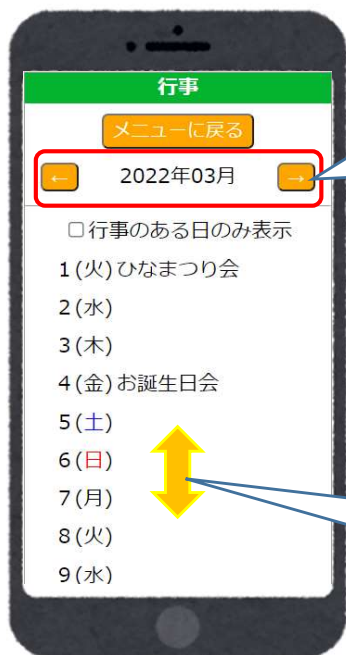 行事
メニューに戻る
← 2022年03月 →
□行事のある日のみ表示
1(火)ひなまつり会
2(水)
3(木)
4(金)お誕生日会
5(土)
6(日)
7(月)
8(火)
9(水)